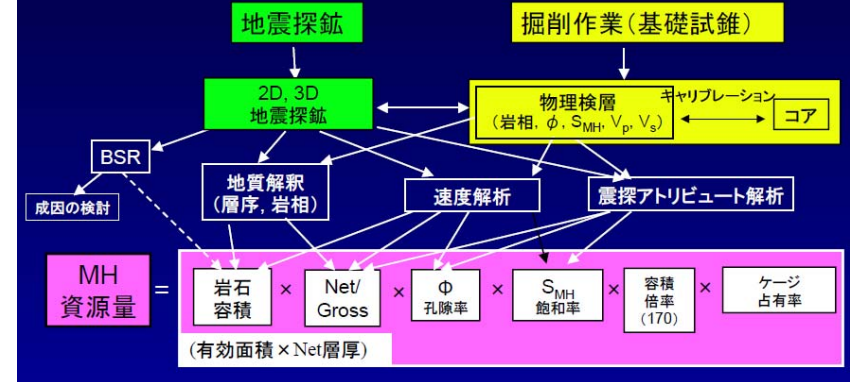 地震探鉱
掘削作業(基礎試錐)
2D, 3D
地震探鉱
物理検層
(岩相, φ, S_MH, V_p, V_s)
キャリブレーション
コア
BSR
成因の検討
地質解釈
(層序, 岩相)
速度解析
震探アトリビュート解析
MH
資源量
=
岩石
容積
×
Net/
Gross
×
Φ
孔隙率
×
S_MH
飽和率
×
容積
倍率
(170)
×
ケージ
占有率
(有効面積×Net層厚)